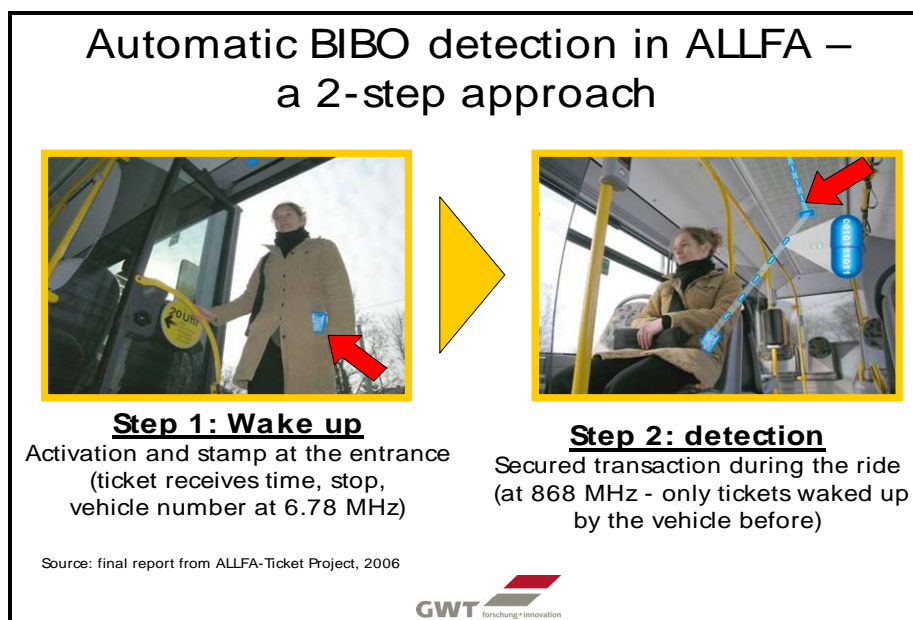 Automatic BIBO detection in ALLFA –
a 2-step approach
20 Uhr
00101011
Step 1: Wake up
Activation and stamp at the entrance
(ticket receives time, stop,
vehicle number at 6.78 MHz)
Step 2: detection
Secured transaction during the ride
(at 868 MHz - only tickets waked up
by the vehicle before)
Source: final report from ALLFA-Ticket Project, 2006
GWT forschung+innovation